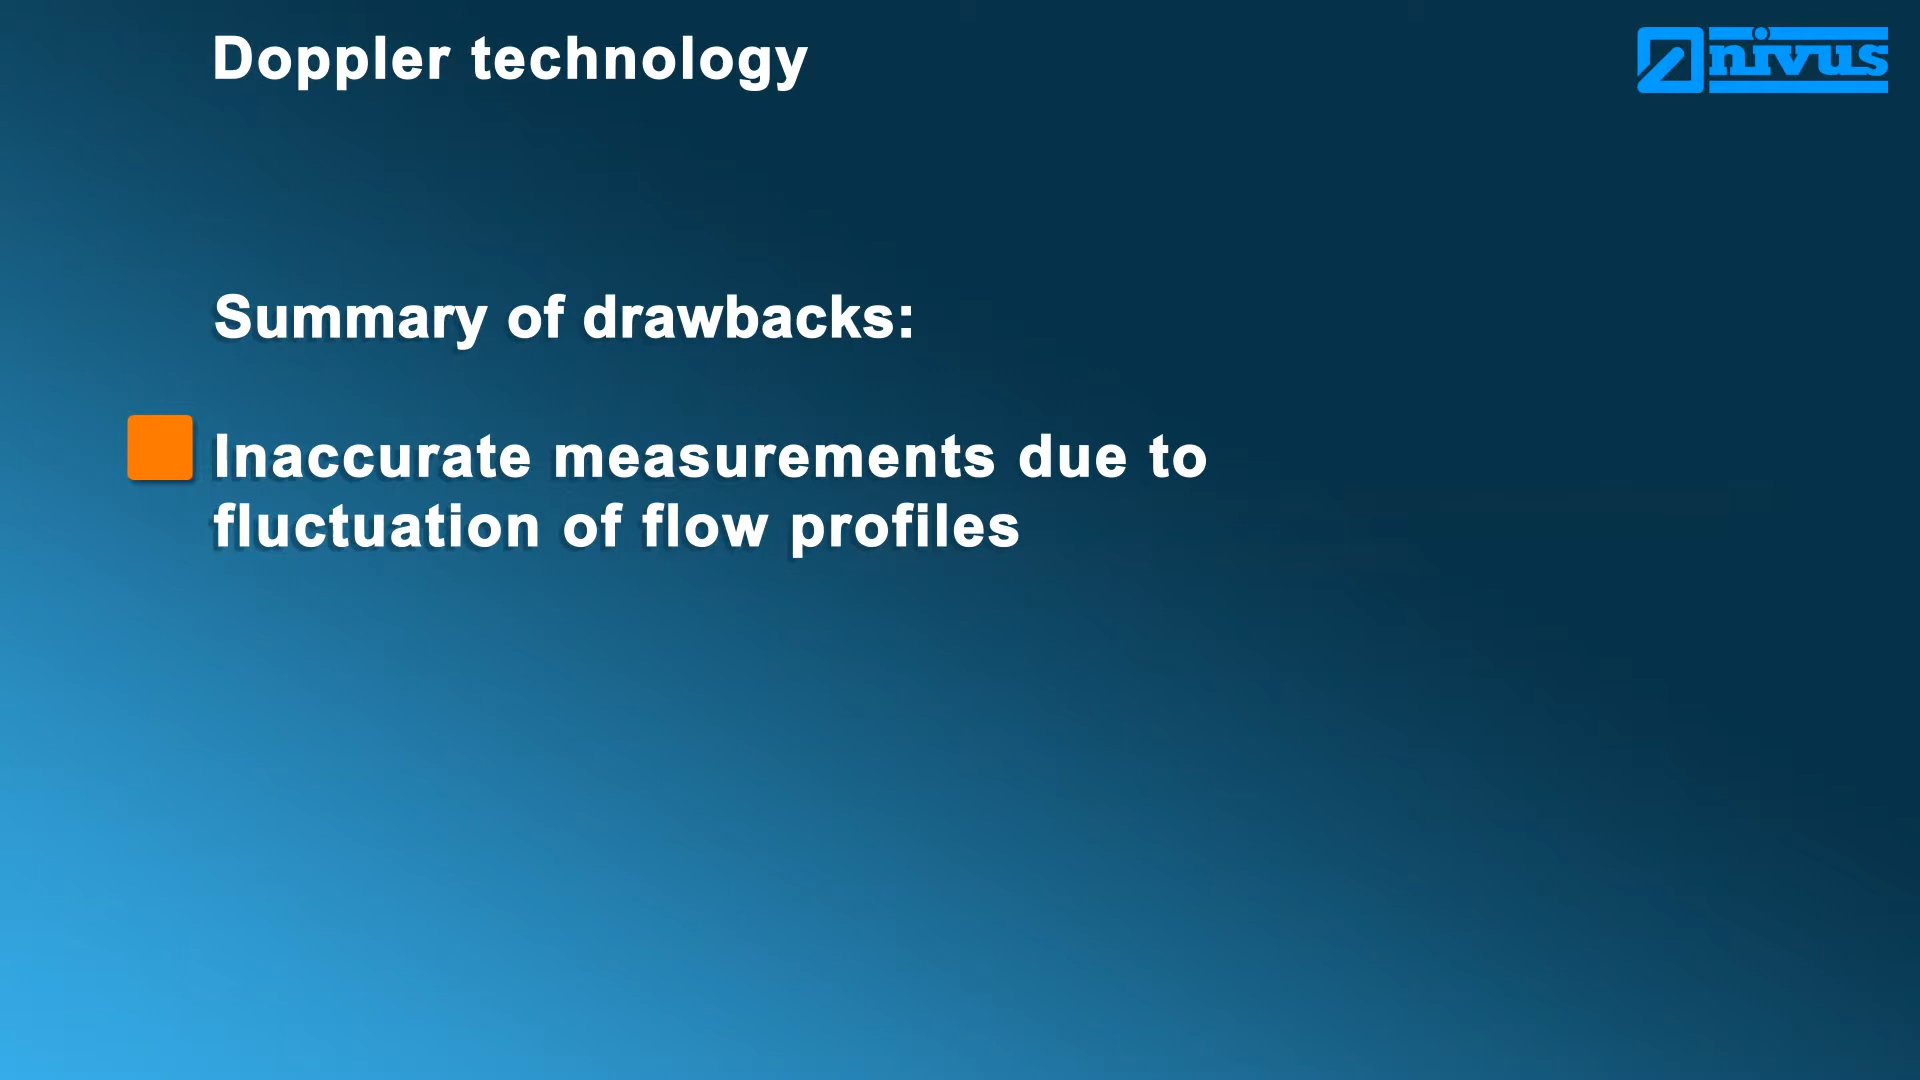 Doppler technology
nivus
Summary of drawbacks:
Inaccurate measurements due to
fluctuation of flow profiles